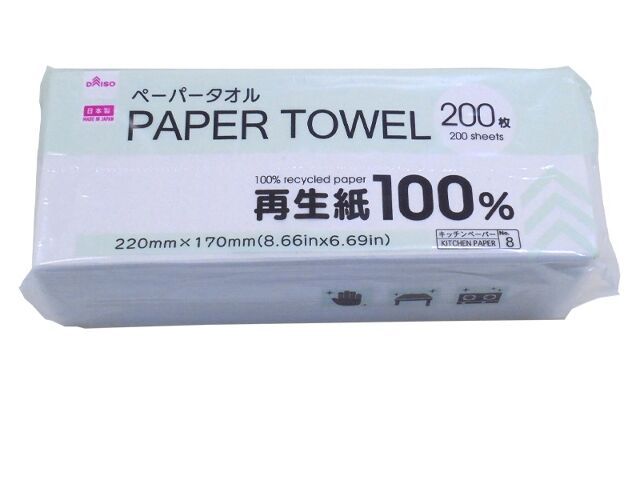 DAISO
日本製
MADE IN JAPAN
ペーパータオル
PAPER TOWEL
200枚
200 sheets
100% recycled paper
再生紙100%
220mm×170mm(8.66inx6.69in)
キッチンペーパー
KITCHEN PAPER
No.
8